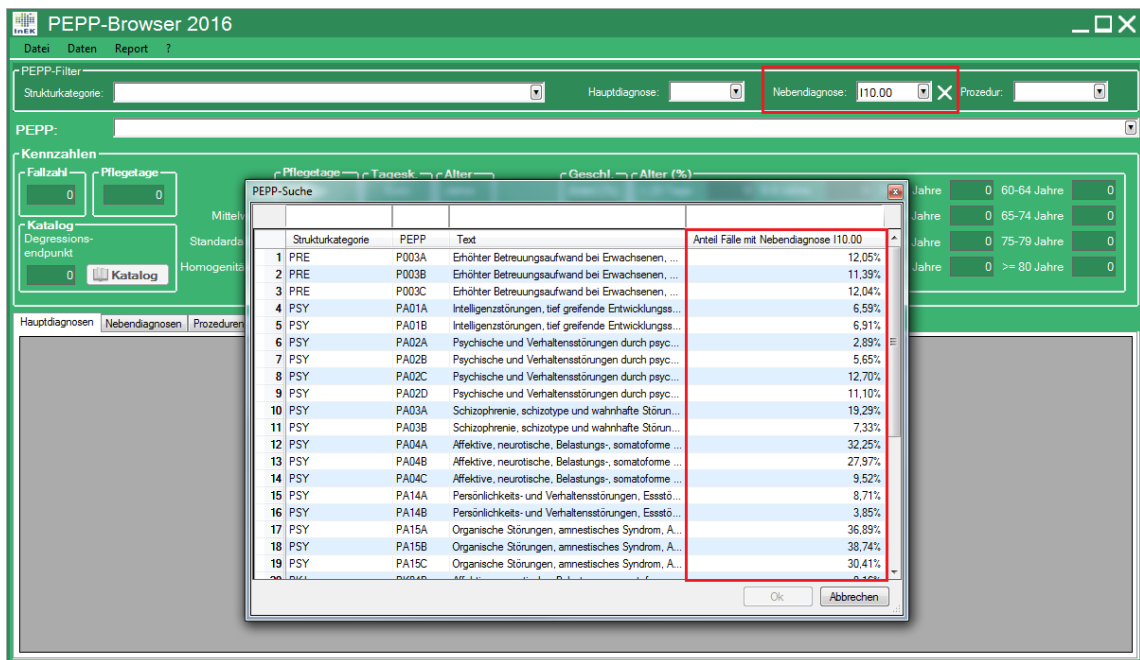 InEK PEPP-Browser 2016
Datei Daten Report ?
PEPP-Filter
Strukturkategorie: Hauptdiagnose: Nebendiagnose: I10.00 Prozedur:
PEPP:
Kennzahlen
Fallzahl Pflegetage Pflegetage Tagesk. Alter Geschl. Alter (%)
0 0 Jahre 0 60-64 Jahre 0
Jahre 0 65-74 Jahre 0
Katalog
Degressions-
endpunkt
Jahre 0 75-79 Jahre 0
0 Katalog Jahre 0 >= 80 Jahre 0
Hauptdiagnosen Nebendiagnosen Prozeduren
PEPP-Suche
Strukturkategorie PEPP Text Anteil Fälle mit Nebendiagnose I10.00
1 PRE P003A Erhöhter Betreuungsaufwand bei Erwachsenen, ... 12,05%
2 PRE P003B Erhöhter Betreuungsaufwand bei Erwachsenen, ... 11,39%
3 PRE P003C Erhöhter Betreuungsaufwand bei Erwachsenen, ... 12,04%
4 PSY PA01A Intelligenzstörungen, tief greifende Entwicklungss... 6,59%
5 PSY PA01B Intelligenzstörungen, tief greifende Entwicklungss... 6,91%
6 PSY PA02A Psychische und Verhaltensstörungen durch psyc... 2,89%
7 PSY PA02B Psychische und Verhaltensstörungen durch psyc... 5,65%
8 PSY PA02C Psychische und Verhaltensstörungen durch psyc... 12,70%
9 PSY PA02D Psychische und Verhaltensstörungen durch psyc... 11,10%
10 PSY PA03A Schizophrenie, schizotype und wahnhafte Störun... 19,29%
11 PSY PA03B Schizophrenie, schizotype und wahnhafte Störun... 7,33%
12 PSY PA04A Affektive, neurotische, Belastungs-, somatoforme ... 32,25%
13 PSY PA04B Affektive, neurotische, Belastungs-, somatoforme ... 27,97%
14 PSY PA04C Affektive, neurotische, Belastungs-, somatoforme ... 9,52%
15 PSY PA14A Persönlichkeits- und Verhaltensstörungen, Essstö... 8,71%
16 PSY PA14B Persönlichkeits- und Verhaltensstörungen, Essstö... 3,85%
17 PSY PA15A Organische Störungen, amnestisches Syndrom, A... 36,89%
18 PSY PA15B Organische Störungen, amnestisches Syndrom, A... 38,74%
19 PSY PA15C Organische Störungen, amnestisches Syndrom, A... 30,41%
Ok Abbrechen